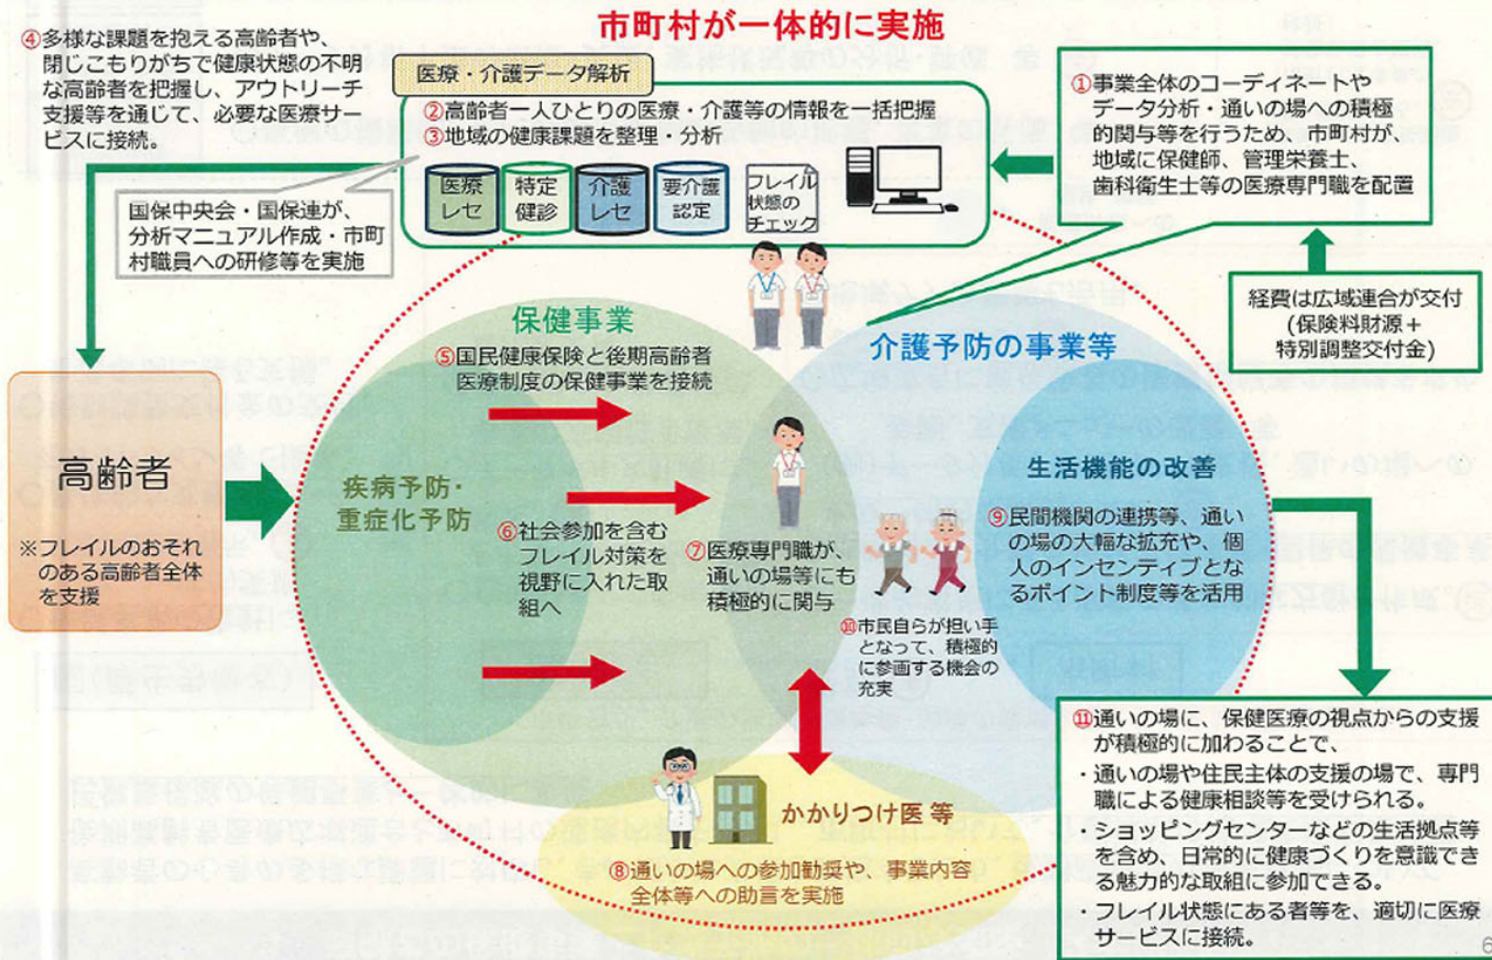 市町村が一体的に実施
④多様な課題を抱える高齢者や、
閉じこもりがちで健康状態の不明
な高齢者を把握し、アウトリーチ
支援等を通じて、必要な医療サー
ビスに接続。
医療・介護データ解析
②高齢者一人ひとりの医療・介護等の情報を一括把握
③地域の健康課題を整理・分析
医療
レセ
特定
健診
介護
レセ
要介護
認定
フレイル
状態の
チェック
①事業全体のコーディネートや
データ分析・通いの場への積極
的関与等を行うため、市町村が、
地域に保健師、管理栄養士、
歯科衛生士等の医療専門職を配置
国保中央会・国保連が、
分析マニュアル作成・市町
村職員への研修等を実施
経費は広域連合が交付
(保険料財源＋
特別調整交付金)
保健事業
⑤国民健康保険と後期高齢者
医療制度の保健事業を接続
介護予防の事業等
高齢者
※フレイルのおそれ
のある高齢者全体
を支援
疾病予防・
重症化予防
⑥社会参加を含む
フレイル対策を
視野に入れた取
組へ
⑦医療専門職が、
通いの場等にも
積極的に関与
生活機能の改善
⑨民間機関の連携等、通い
の場の大幅な拡充や、個
人のインセンティブとな
るポイント制度等を活用
⑩市民自らが担い手
となって、積極的
に参画する機会の
充実
かかりつけ医 等
⑧通いの場への参加勧奨や、事業内容
全体等への助言を実施
⑪通いの場に、保健医療の視点からの支援
が積極的に加わることで、
・通いの場や住民主体の支援の場で、専門
職による健康相談等を受けられる。
・ショッピングセンターなどの生活拠点等
を含め、日常的に健康づくりを意識でき
る魅力的な取組に参加できる。
・フレイル状態にある者等を、適切に医療
サービスに接続。
6